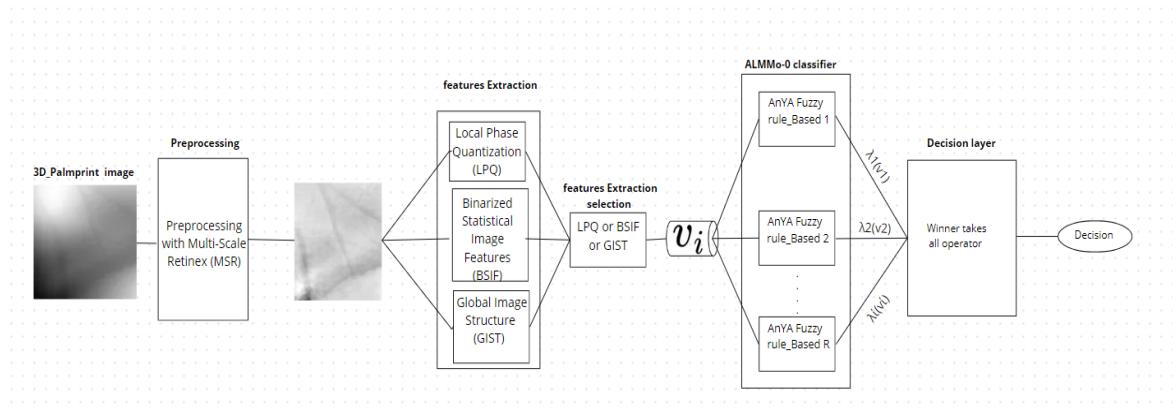 3D_Palmprint image
Preprocessing
Preprocessing
with Multi-Scale
Retinex (MSR)
features Extraction
Local Phase
Quantization
(LPQ)
Binarized
Statistical
Image
Features
(BSIF)
Global Image
Structure
(GIST)
features Extraction
selection
LPQ or BSIF
or GIST
vi
ALMMo-0 classifier
AnYA Fuzzy
rule_Based 1
AnYA Fuzzy
rule_Based 2
AnYA Fuzzy
rule_Based R
λ1(v1)
λ2(v2)
λi(vi)
Decision layer
Winner takes
all operator
Decision